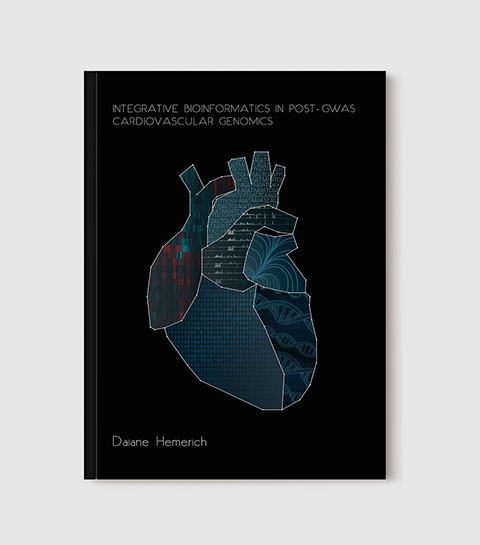 INTEGRATIVE BIOINFORMATICS IN POST-GWAS
CARDIOVASCULAR GENOMICS
Daiane Hemerich